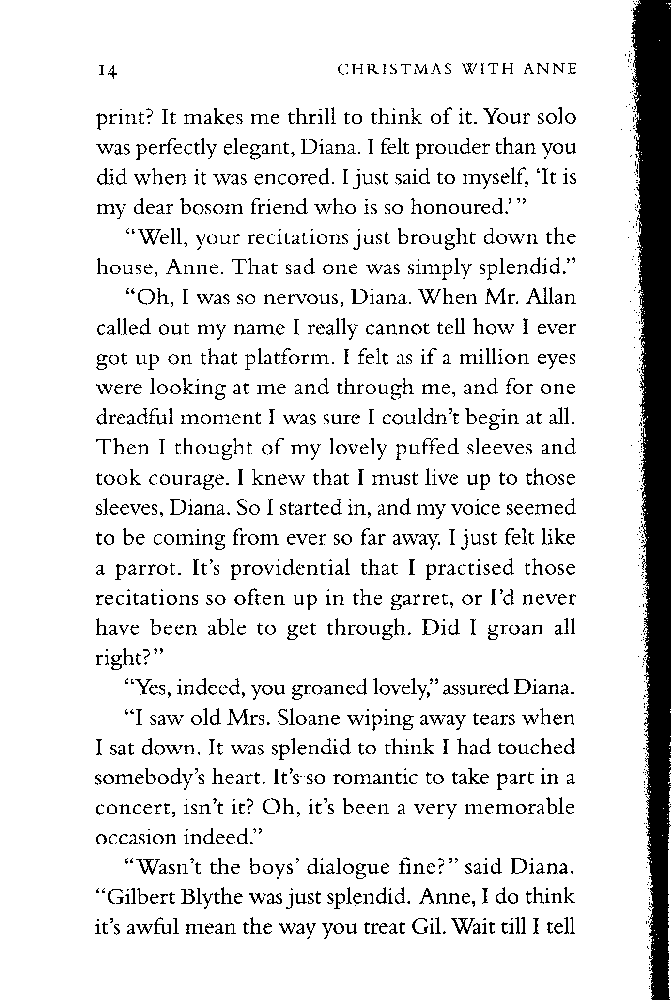 14 CHRISTMAS WITH ANNE
print? It makes me thrill to think of it. Your solo
was perfectly elegant, Diana. I felt prouder than you
did when it was encored. I just said to myself, ‘It is
my dear bosom friend who is so honoured.’”
“Well, your recitations just brought down the
house, Anne. That sad one was simply splendid.”
“Oh, I was so nervous, Diana. When Mr. Allan
called out my name I really cannot tell how I ever
got up on that platform. I felt as if a million eyes
were looking at me and through me, and for one
dreadful moment I was sure I couldn’t begin at all.
Then I thought of my lovely puffed sleeves and
took courage. I knew that I must live up to those
sleeves, Diana. So I started in, and my voice seemed
to be coming from ever so far away. I just felt like
a parrot. It’s providential that I practised those
recitations so often up in the garret, or I’d never
have been able to get through. Did I groan all
right?”
“Yes, indeed, you groaned lovely,” assured Diana.
“I saw old Mrs. Sloane wiping away tears when
I sat down. It was splendid to think I had touched
somebody’s heart. It’s so romantic to take part in a
concert, isn’t it? Oh, it’s been a very memorable
occasion indeed.”
“Wasn’t the boys’ dialogue fine?” said Diana.
“Gilbert Blythe was just splendid. Anne, I do think
it’s awful mean the way you treat Gil. Wait till I tell